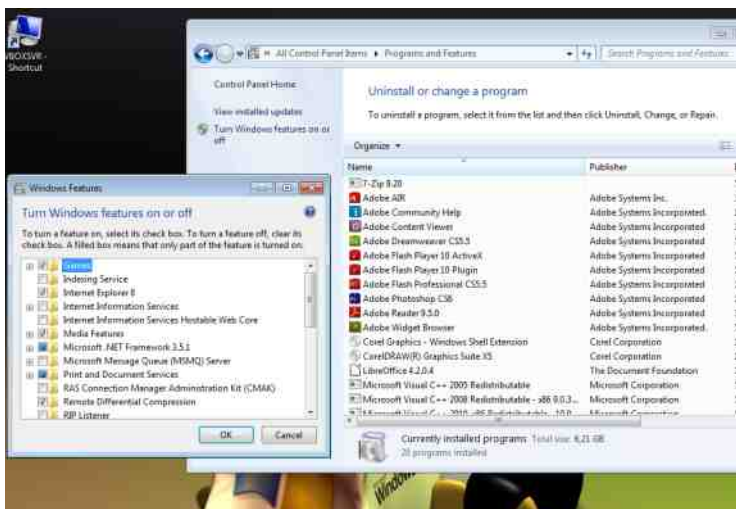 VBOXSVR -
Shortcut
All Control Panel Items ▸ Programs and Features
Search Programs and Features
Control Panel Home
View installed updates
Turn Windows features on or
off
Uninstall or change a program
To uninstall a program, select it from the list and then click Uninstall, Change, or Repair.
Organize
Name Publisher
7-Zip 9.20
Adobe AIR Adobe Systems Inc.
Adobe Community Help Adobe Systems Incorporated.
Adobe Content Viewer Adobe Systems Incorporated
Adobe Dreamweaver CS5.5 Adobe Systems Incorporated
Adobe Flash Player 10 ActiveX Adobe Systems Incorporated
Adobe Flash Player 10 Plugin Adobe Systems Incorporated
Adobe Flash Professional CS5.5 Adobe Systems Incorporated
Adobe Photoshop CS6 Adobe Systems Incorporated
Adobe Reader 9.5.0 Adobe Systems Incorporated
Adobe Widget Browser Adobe Systems Incorporated.
Corel Graphics - Windows Shell Extension Corel Corporation
CorelDRAW(R) Graphics Suite X5 Corel Corporation
LibreOffice 4.2.0.4 The Document Foundation
Microsoft Visual C++ 2005 Redistributable Microsoft Corporation
Microsoft Visual C++ 2008 Redistributable - x86 9.0.3... Microsoft Corporation
Microsoft Visual C++ 2010 x86 Redistributable - 10.0... Microsoft Corporation
Currently installed programs Total size: 6,21 GB
20 programs installed
Windows Features
Turn Windows features on or off
To turn a feature on, select its check box. To turn a feature off, clear its
check box. A filled box means that only part of the feature is turned on.
Games
Indexing Service
Internet Explorer 8
Internet Information Services
Internet Information Services Hostable Web Core
Media Features
Microsoft .NET Framework 3.5.1
Microsoft Message Queue (MSMQ) Server
Print and Document Services
RAS Connection Manager Administration Kit (CMAK)
Remote Differential Compression
RIP Listener
OK Cancel
Window